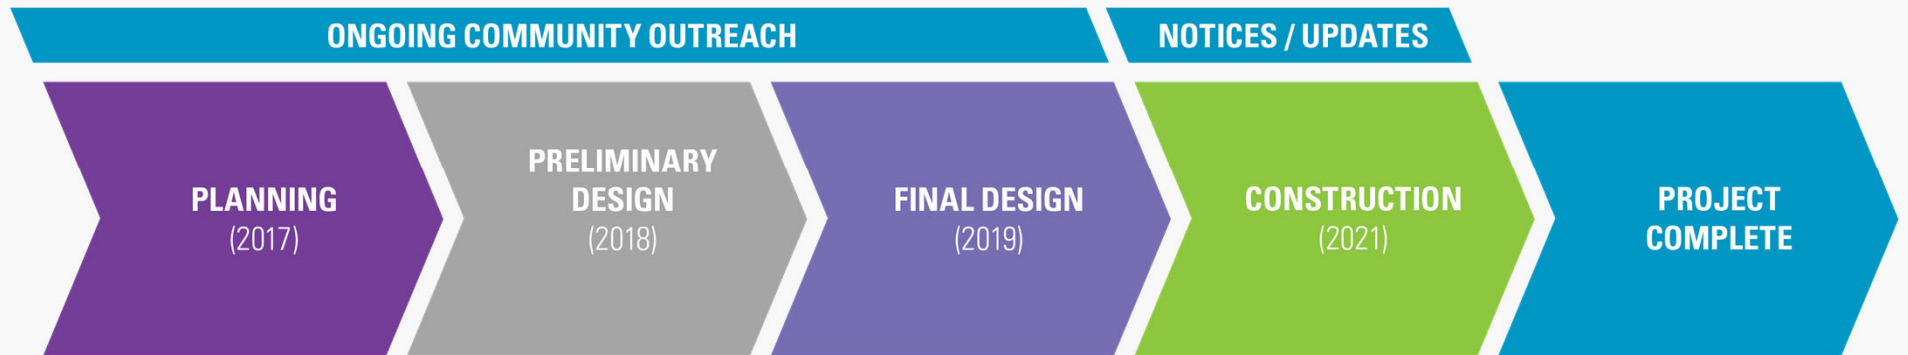 ONGOING COMMUNITY OUTREACH
NOTICES / UPDATES
PLANNING
(2017)
PRELIMINARY
DESIGN
(2018)
FINAL DESIGN
(2019)
CONSTRUCTION
(2021)
PROJECT
COMPLETE